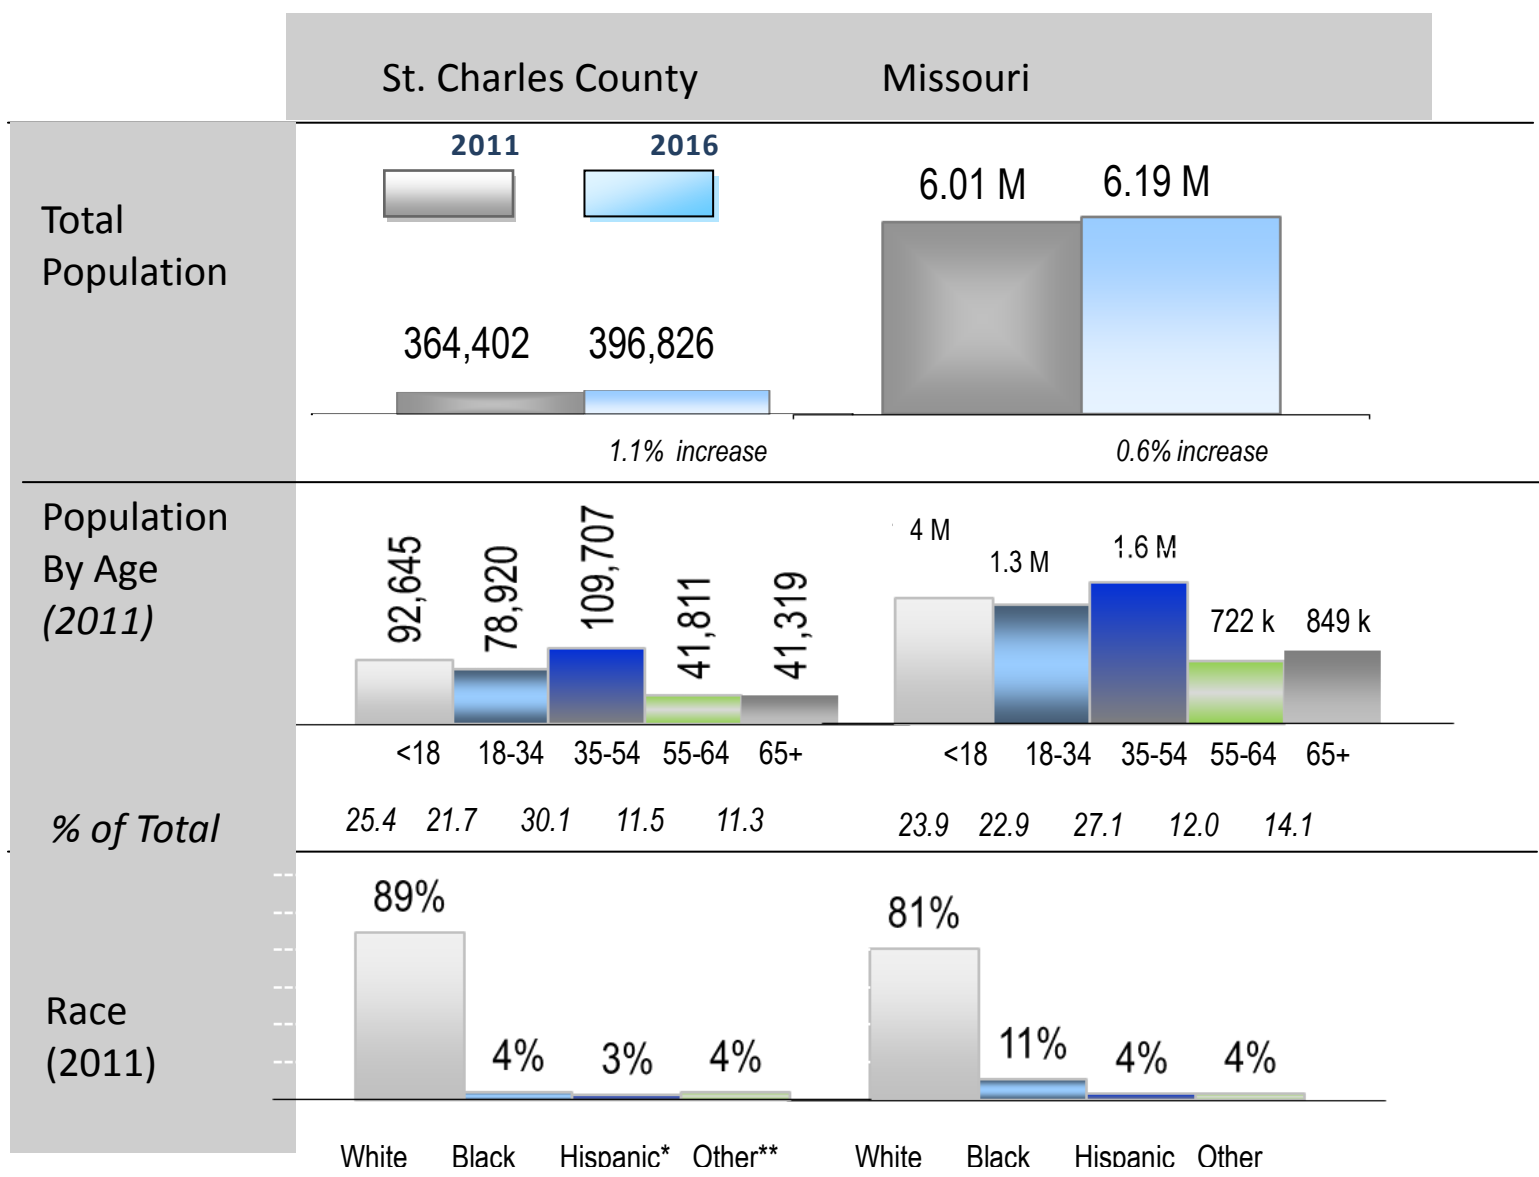 St. Charles County Missouri
2011 2016
Total
Population
6.01 M 6.19 M
364,402 396,826
1.1% increase 0.6% increase
Population
By Age
(2011)
92,645 78,920 109,707 41,811 41,319
4 M 1.3 M 1.6 M 722 k 849 k
<18 18-34 35-54 55-64 65+ <18 18-34 35-54 55-64 65+
% of Total 25.4 21.7 30.1 11.5 11.3 23.9 22.9 27.1 12.0 14.1
Race
(2011)
89% 4% 3% 4% 81% 11% 4% 4%
White Black Hispanic* Other** White Black Hispanic Other